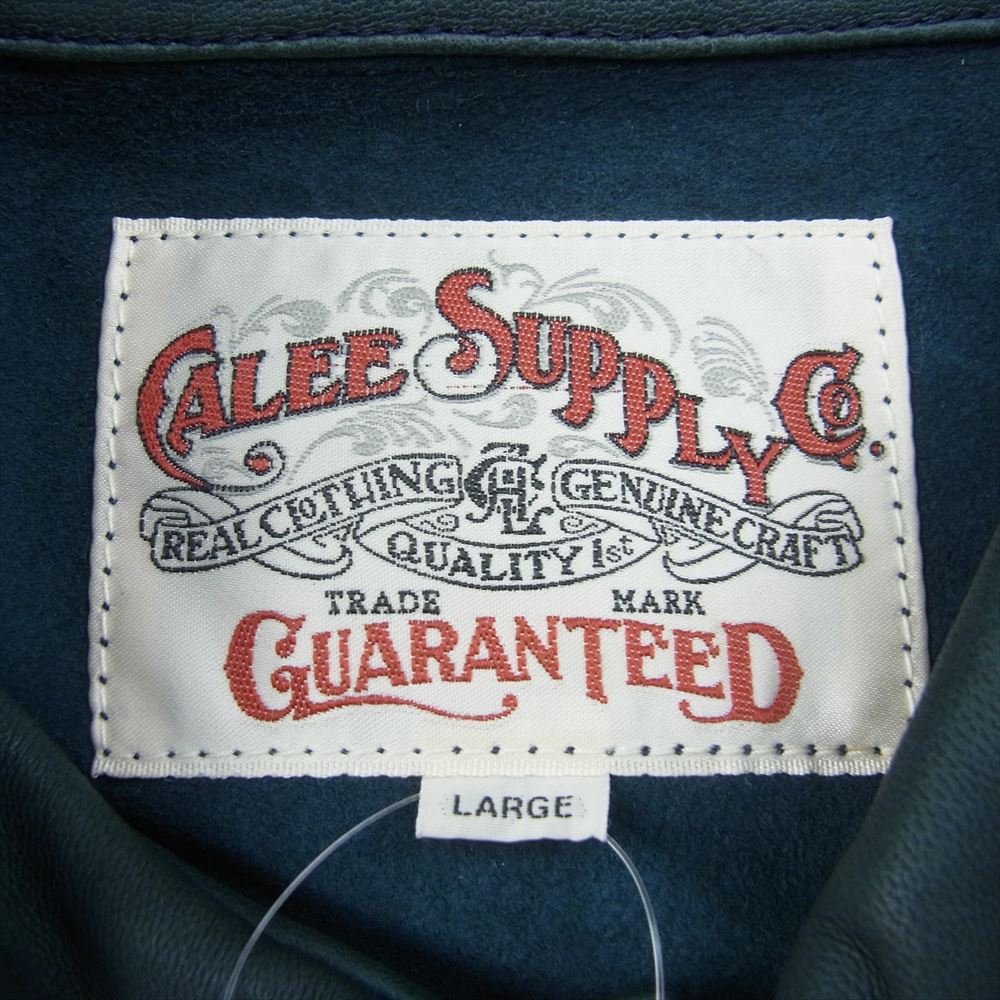 CALEE SUPPLY Co.
REAL CLOTHING GENUINE CRAFT
QUALITY 1st
TRADE MARK
GUARANTEED
LARGE